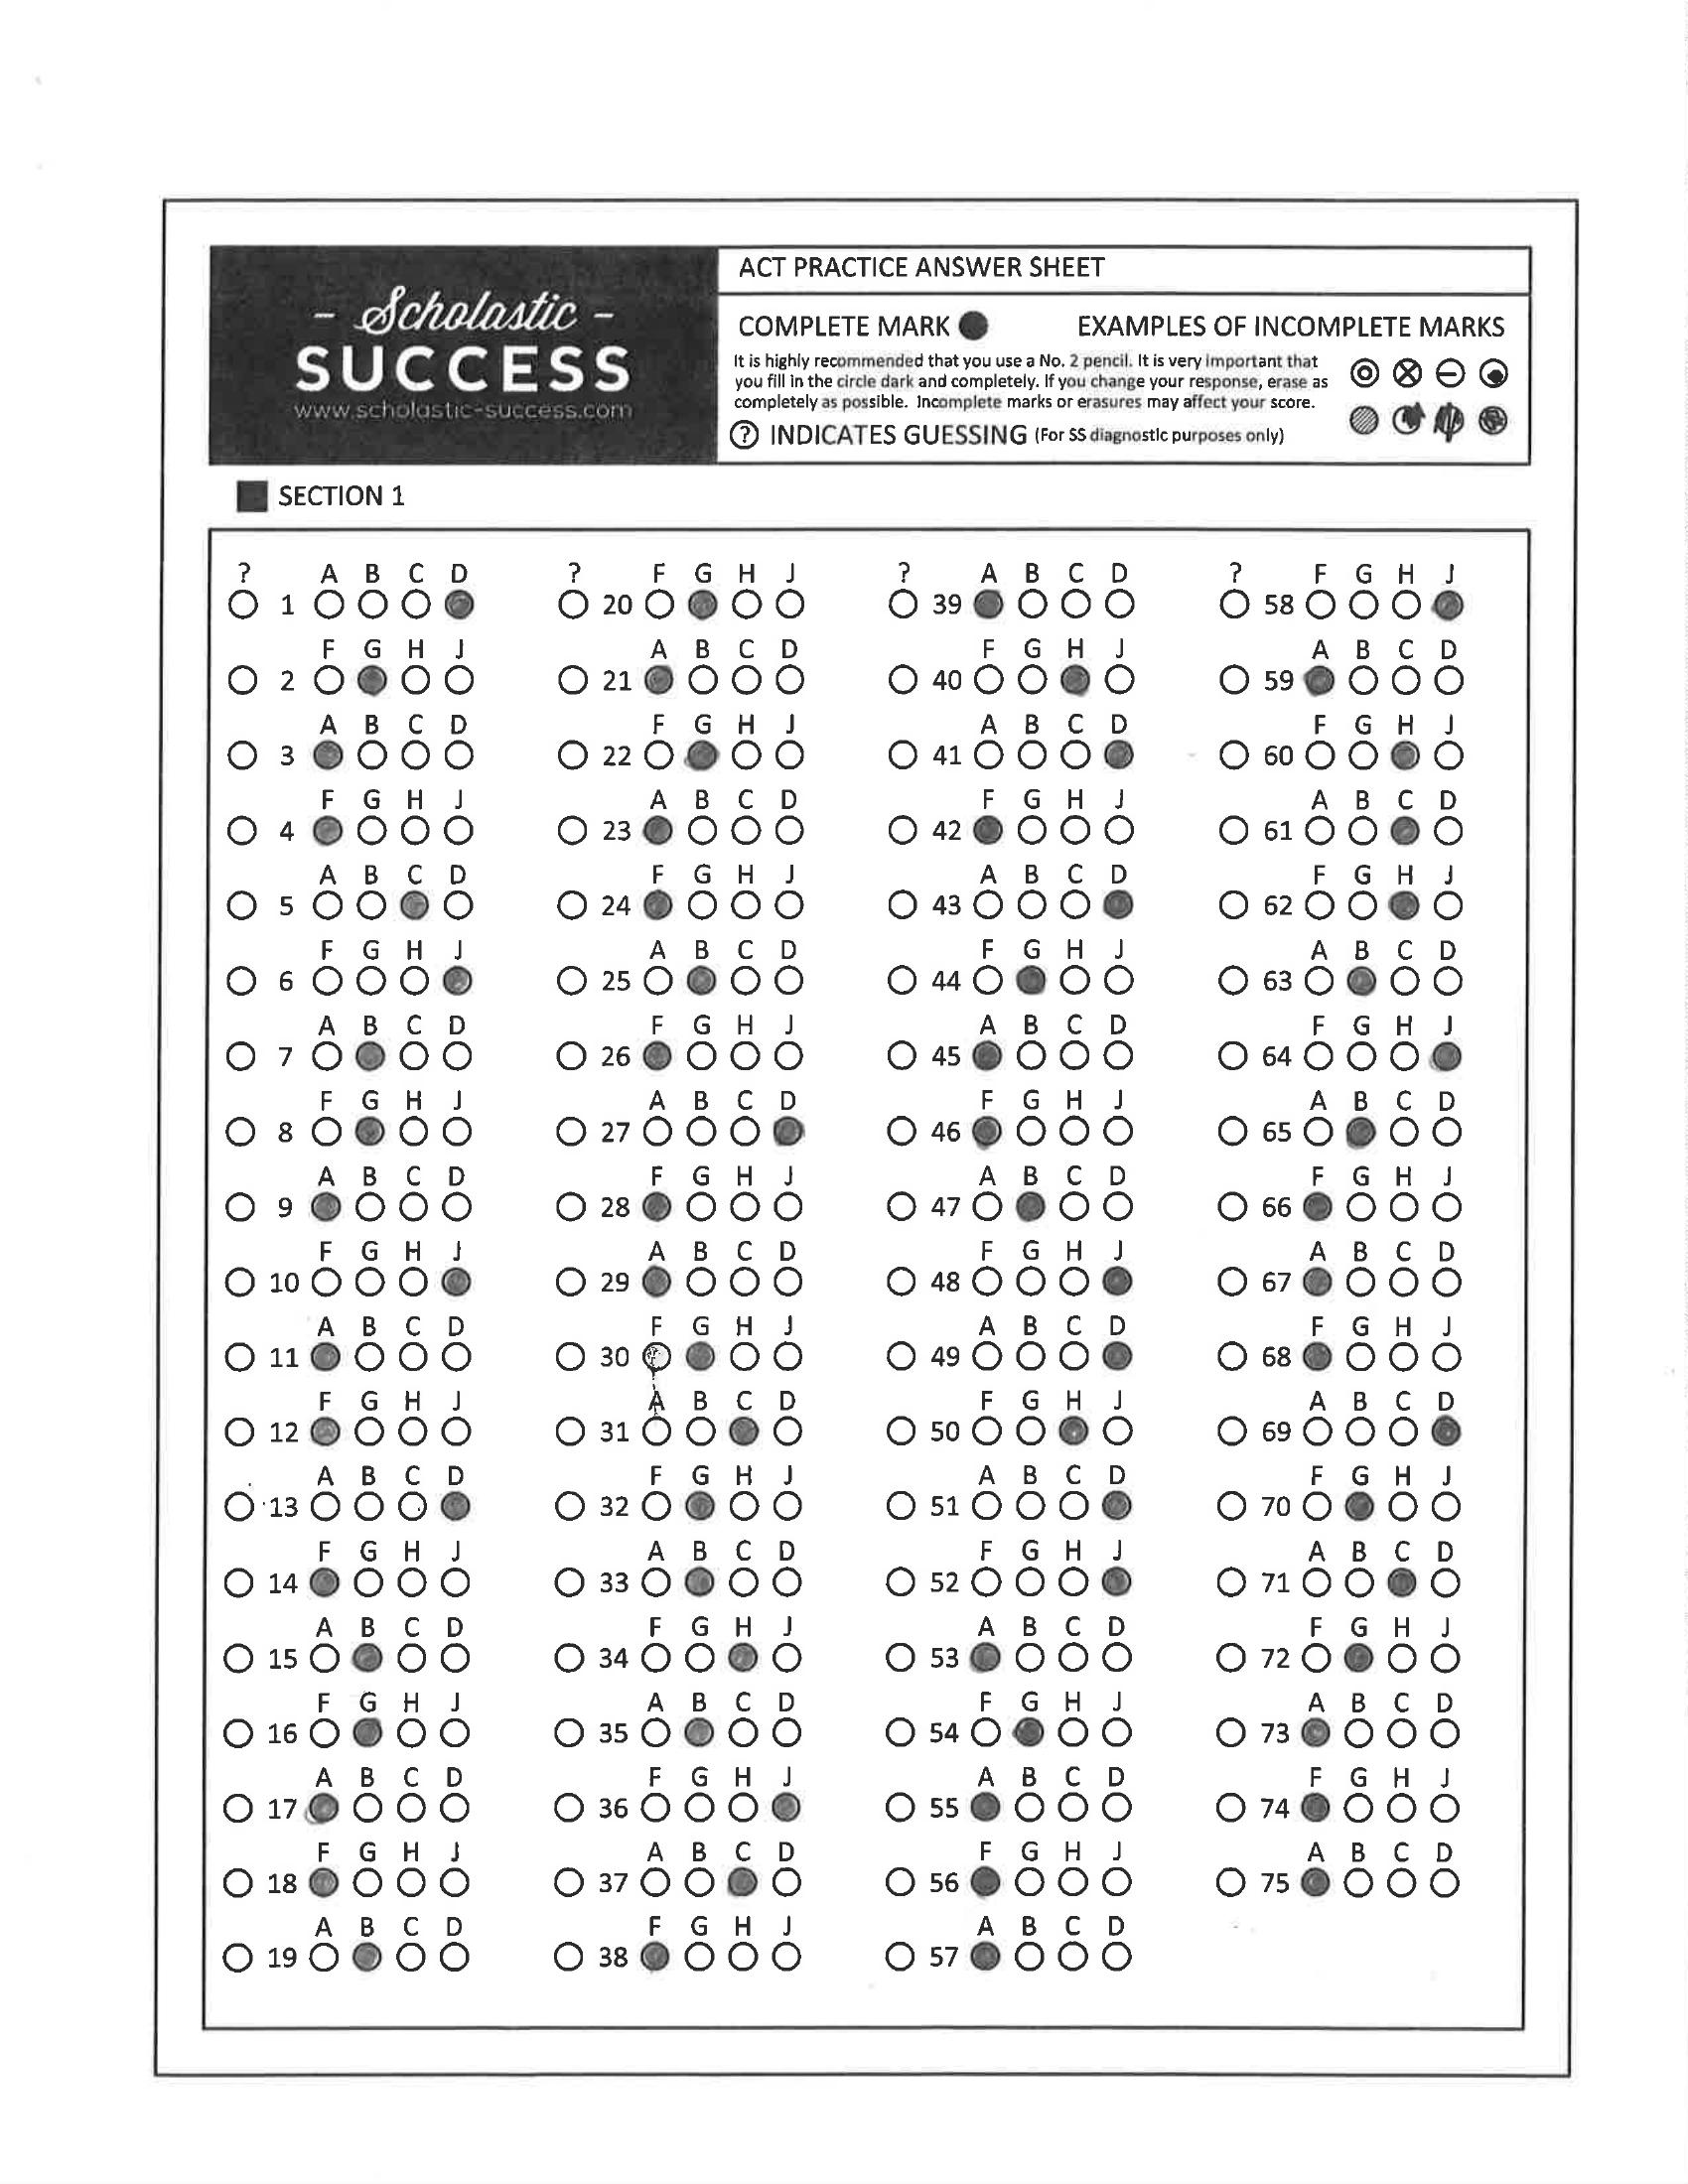 - Scholastic -
SUCCESS
www.scholastic-success.com
ACT PRACTICE ANSWER SHEET
COMPLETE MARK EXAMPLES OF INCOMPLETE MARKS
It is highly recommended that you use a No. 2 pencil. It is very important that
you fill in the circle dark and completely. If you change your response, erase as
completely as possible. Incomplete marks or erasures may affect your score.
? INDICATES GUESSING (For SS diagnostic purposes only)
SECTION 1
? A B C D ? F G H J ? A B C D ? F G H J
1 20 39 58
F G H J A B C D F G H J A B C D
2 21 40 59
A B C D F G H J A B C D F G H J
3 22 41 60
F G H J A B C D F G H J A B C D
4 23 42 61
A B C D F G H J A B C D F G H J
5 24 43 62
F G H J A B C D F G H J A B C D
6 25 44 63
A B C D F G H J A B C D F G H J
7 26 45 64
F G H J A B C D F G H J A B C D
8 27 46 65
A B C D F G H J A B C D F G H J
9 28 47 66
F G H J A B C D F G H J A B C D
10 29 48 67
A B C D F G H J A B C D F G H J
11 30 49 68
F G H J A B C D F G H J A B C D
12 31 50 69
A B C D F G H J A B C D F G H J
13 32 51 70
F G H J A B C D F G H J A B C D
14 33 52 71
A B C D F G H J A B C D F G H J
15 34 53 72
F G H J A B C D F G H J A B C D
16 35 54 73
A B C D F G H J A B C D F G H J
17 36 55 74
F G H J A B C D F G H J A B C D
18 37 56 75
A B C D F G H J A B C D
19 38 57